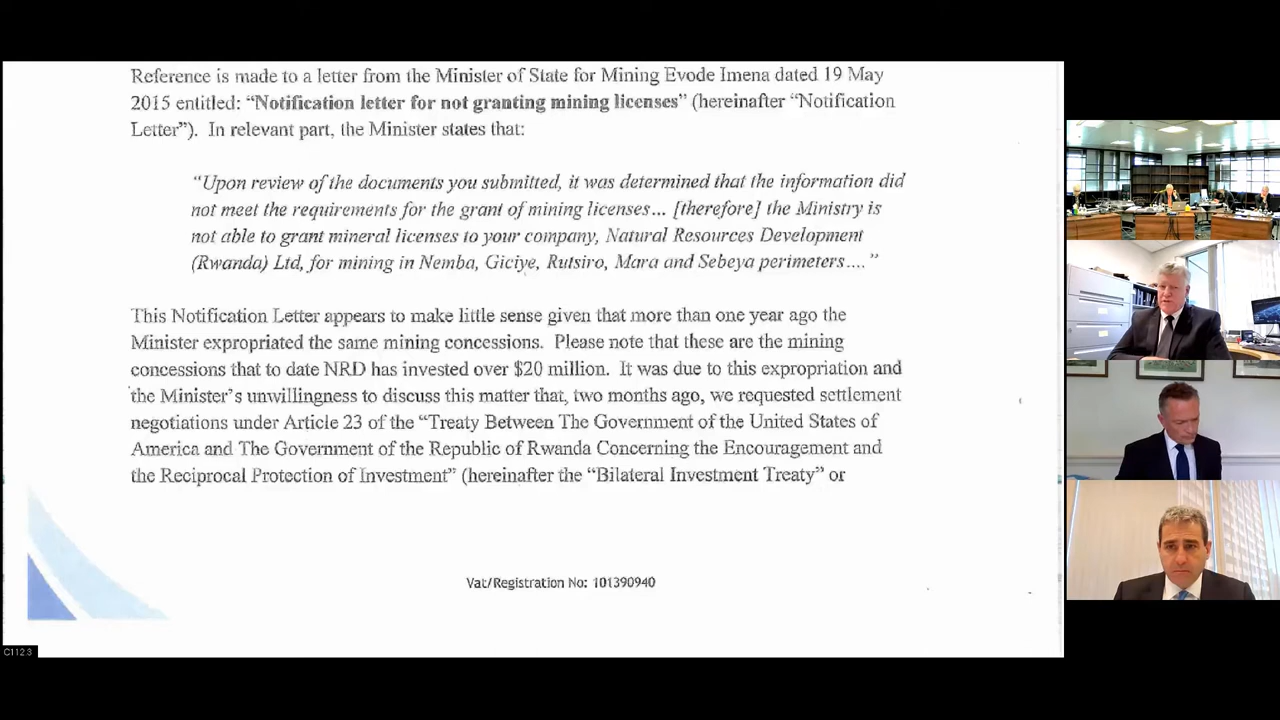 Reference is made to a letter from the Minister of State for Mining Evode Imena dated 19 May
2015 entitled: “Notification letter for not granting mining licenses” (hereinafter “Notification
Letter”). In relevant part, the Minister states that:
“Upon review of the documents you submitted, it was determined that the information did
not meet the requirements for the grant of mining licenses... [therefore] the Ministry is
not able to grant mineral licenses to your company, Natural Resources Development
(Rwanda) Ltd, for mining in Nemba, Giciye, Rutsiro, Mara and Sebeya perimeters....”
This Notification Letter appears to make little sense given that more than one year ago the
Minister expropriated the same mining concessions. Please note that these are the mining
concessions that to date NRD has invested over $20 million. It was due to this expropriation and
the Minister's unwillingness to discuss this matter that, two months ago, we requested settlement
negotiations under Article 23 of the “Treaty Between The Government of the United States of
America and The Government of the Republic of Rwanda Concerning the Encouragement and
the Reciprocal Protection of Investment” (hereinafter the “Bilateral Investment Treaty” or
Vat/Registration No: 101390940
C112.3